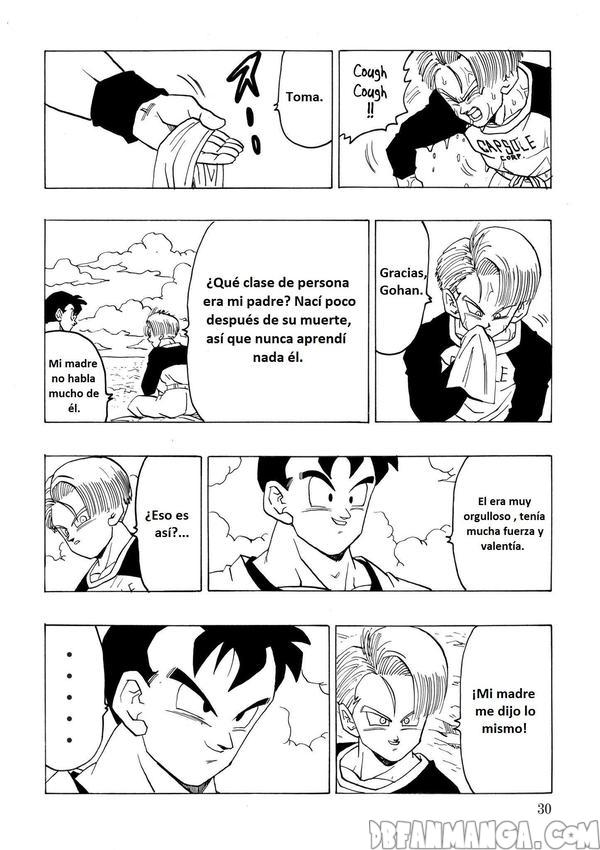 Cough
Cough
!!
CAPSOLE
CORP.
Toma.
Gracias,
Gohan.
¿Qué clase de persona
era mi padre? Nací poco
después de su muerte,
así que nunca aprendí
nada él.
Mi madre
no habla
mucho de
él.
El era muy
orgulloso , tenía
mucha fuerza y
valentía.
¿Eso es
así?...
¡Mi madre
me dijo lo
mismo!
....
30
DBFANMANGA.COM